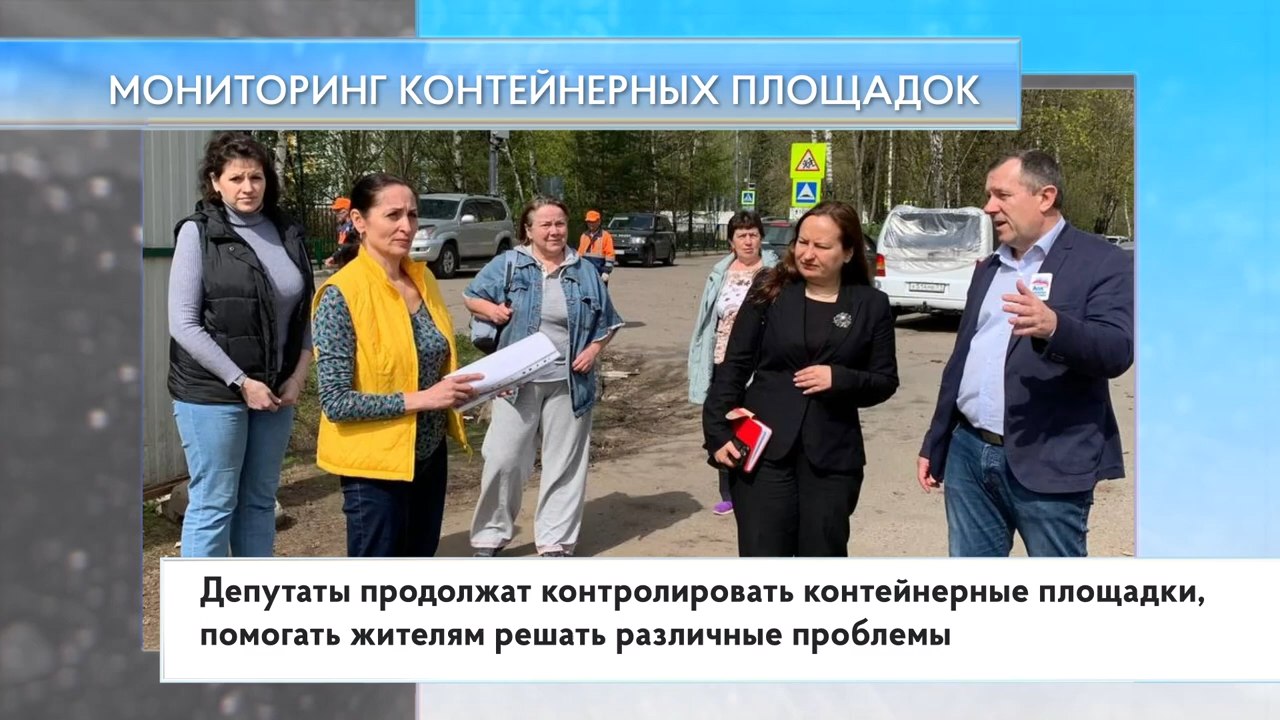 МОНИТОРИНГ КОНТЕЙНЕРНЫХ ПЛОЩАДОК
Депутаты продолжат контролировать контейнерные площадки,
помогать жителям решать различные проблемы